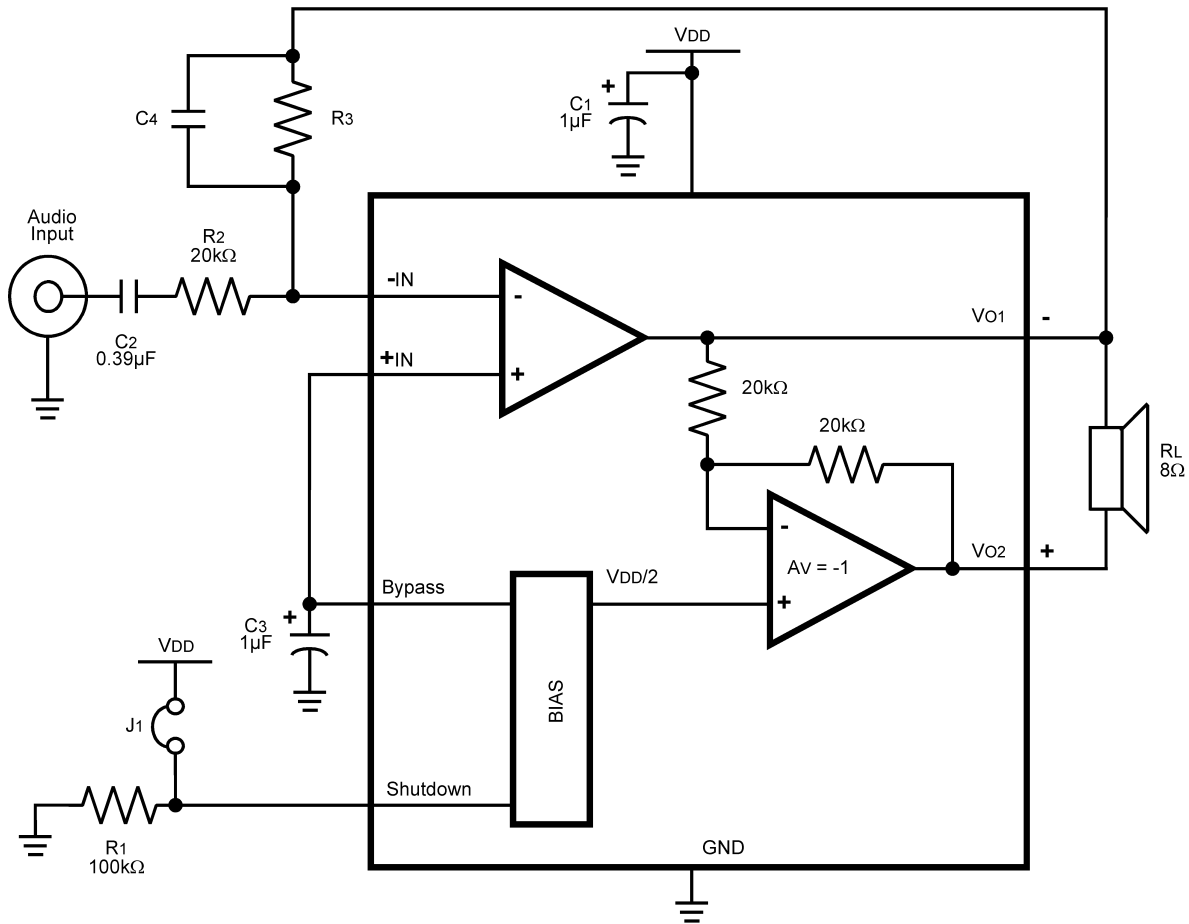 VDD
+
C1
1µF
C4
R3
Audio
Input
R2
20kΩ
C2
0.39µF
-IN
-
+IN
+
VO1
-
20kΩ
20kΩ
RL
8Ω
-
AV = -1
+
VO2
+
Bypass
VDD/2
+
C3
1µF
VDD
J1
BIAS
Shutdown
R1
100kΩ
GND